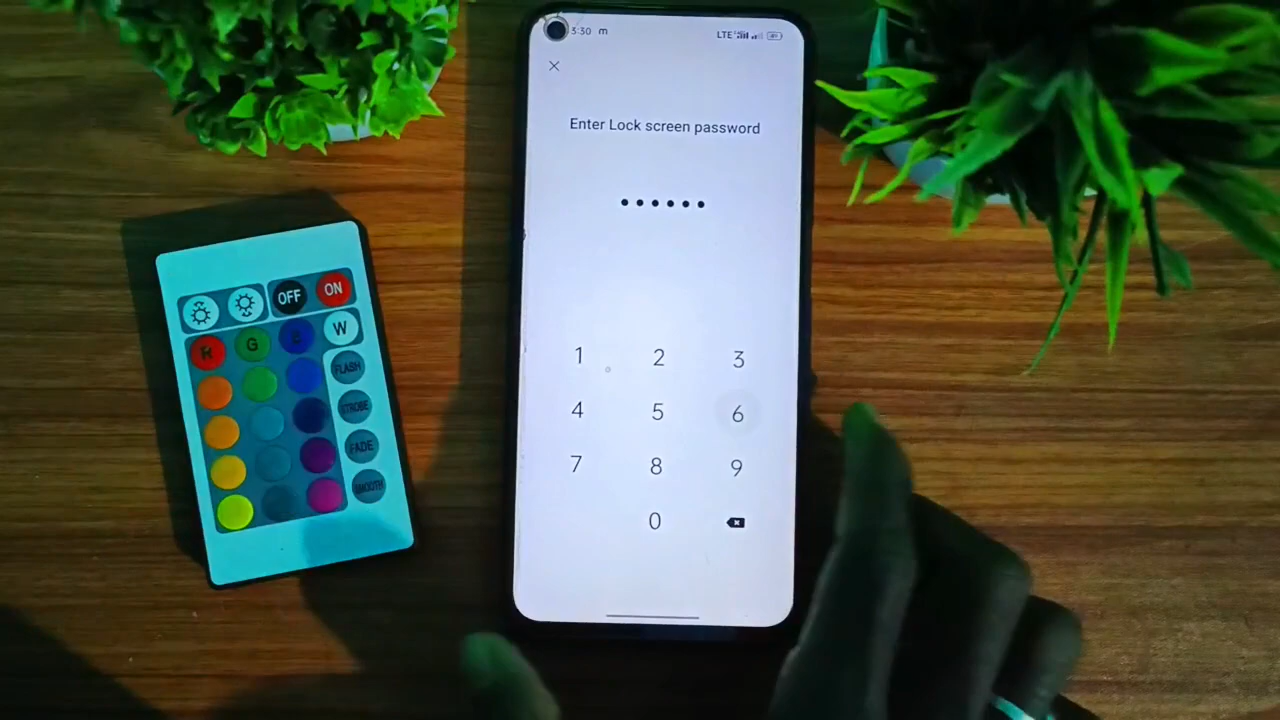 3:30 m LTE
Enter Lock screen password
1 2 3
4 5 6
7 8 9
0
OFF ON
R G B W
FLASH
STROBE
FADE
SMOOTH